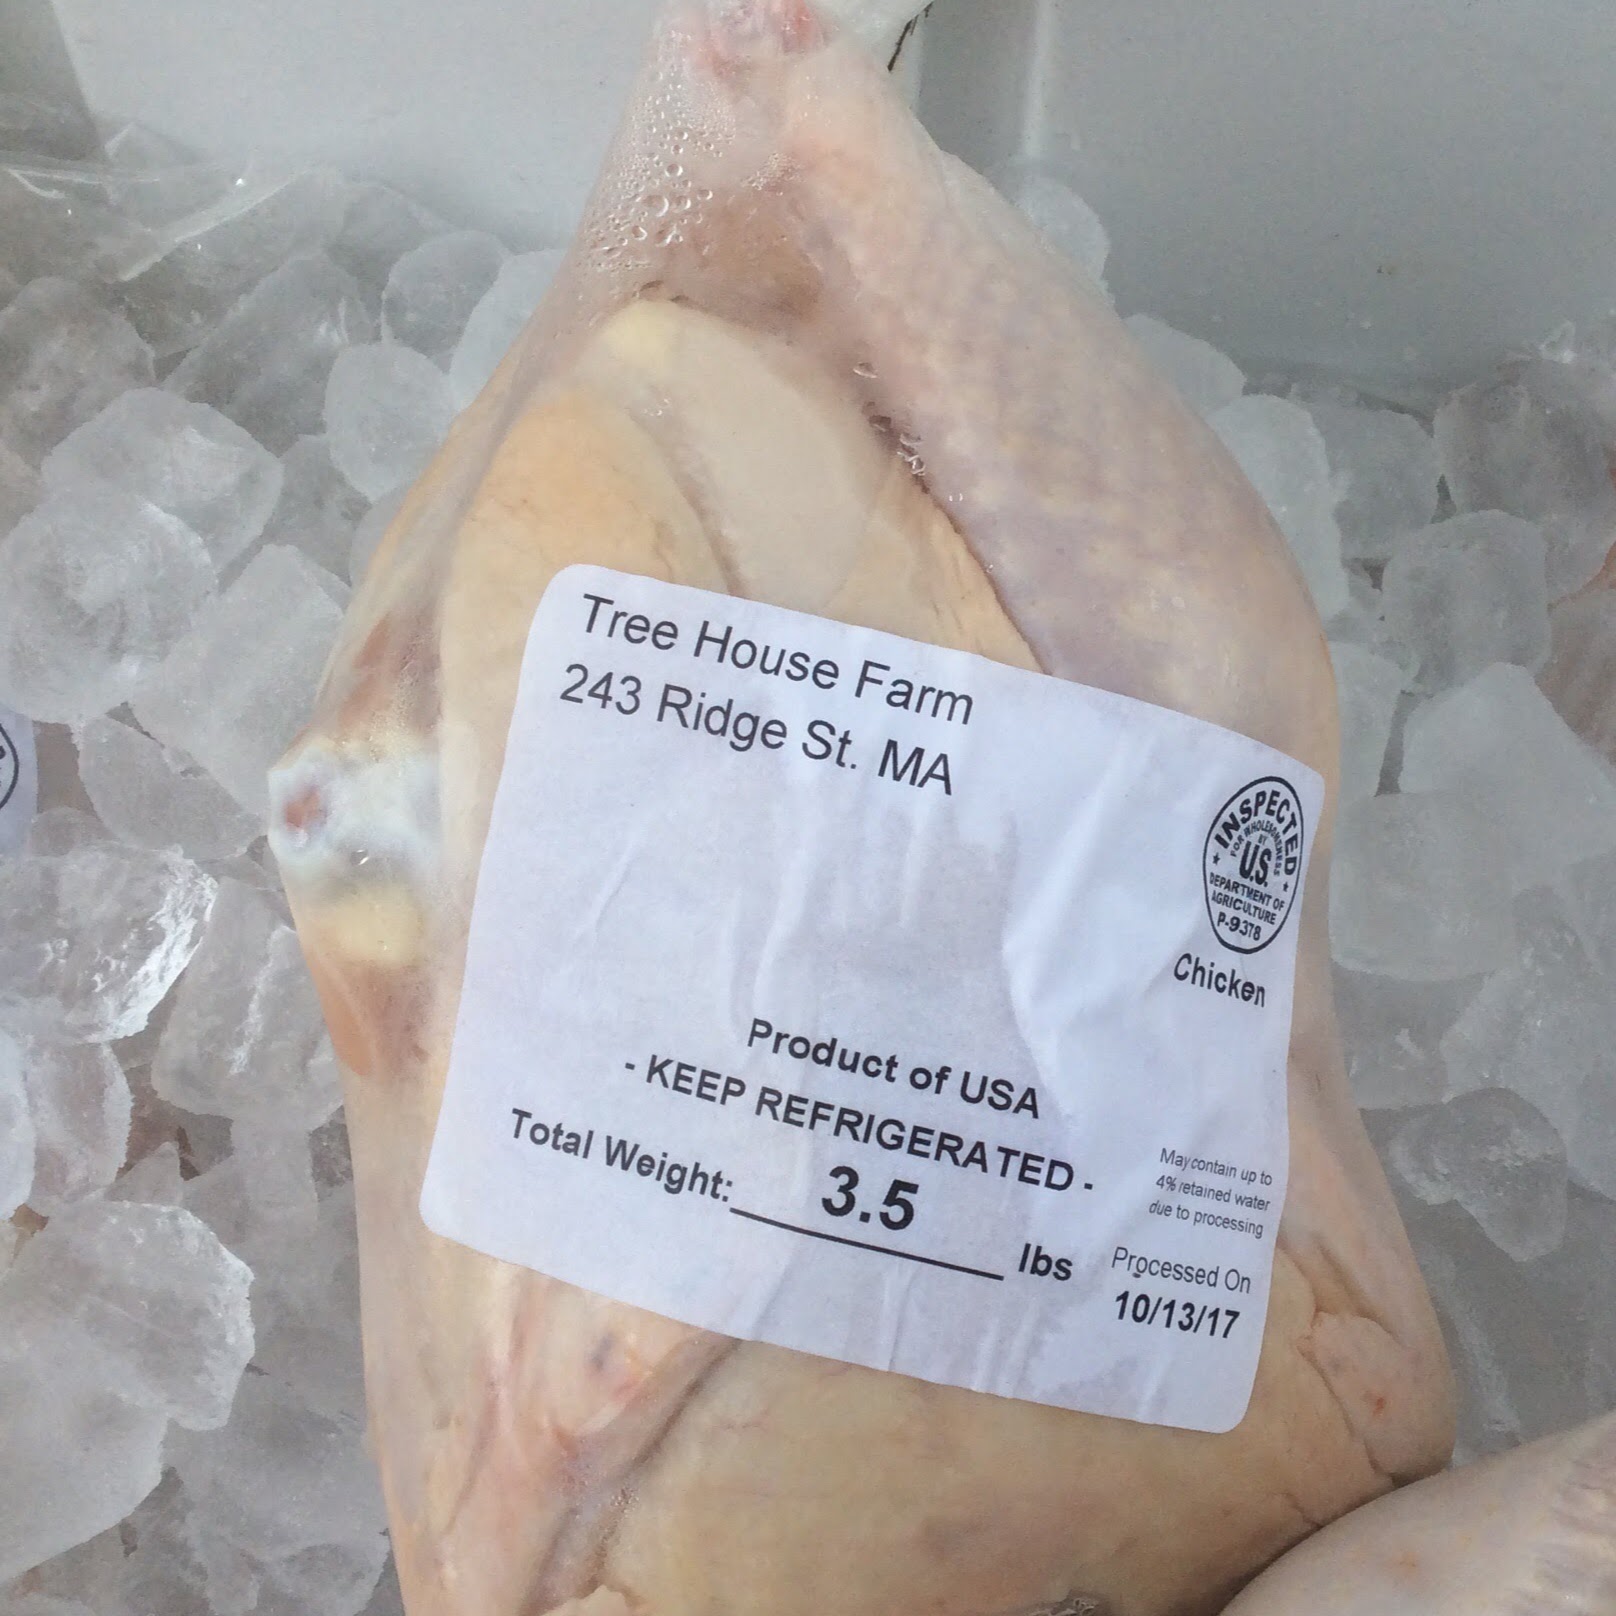 Tree House Farm
243 Ridge St. MA
INSPECTED
FOR WHOLESOMENESS
BY
U.S.
DEPARTMENT OF
AGRICULTURE
P-9378
Chicken
Product of USA
- KEEP REFRIGERATED -
Total Weight: 3.5 lbs
May contain up to
4% retained water
due to processing
Processed On
10/13/17